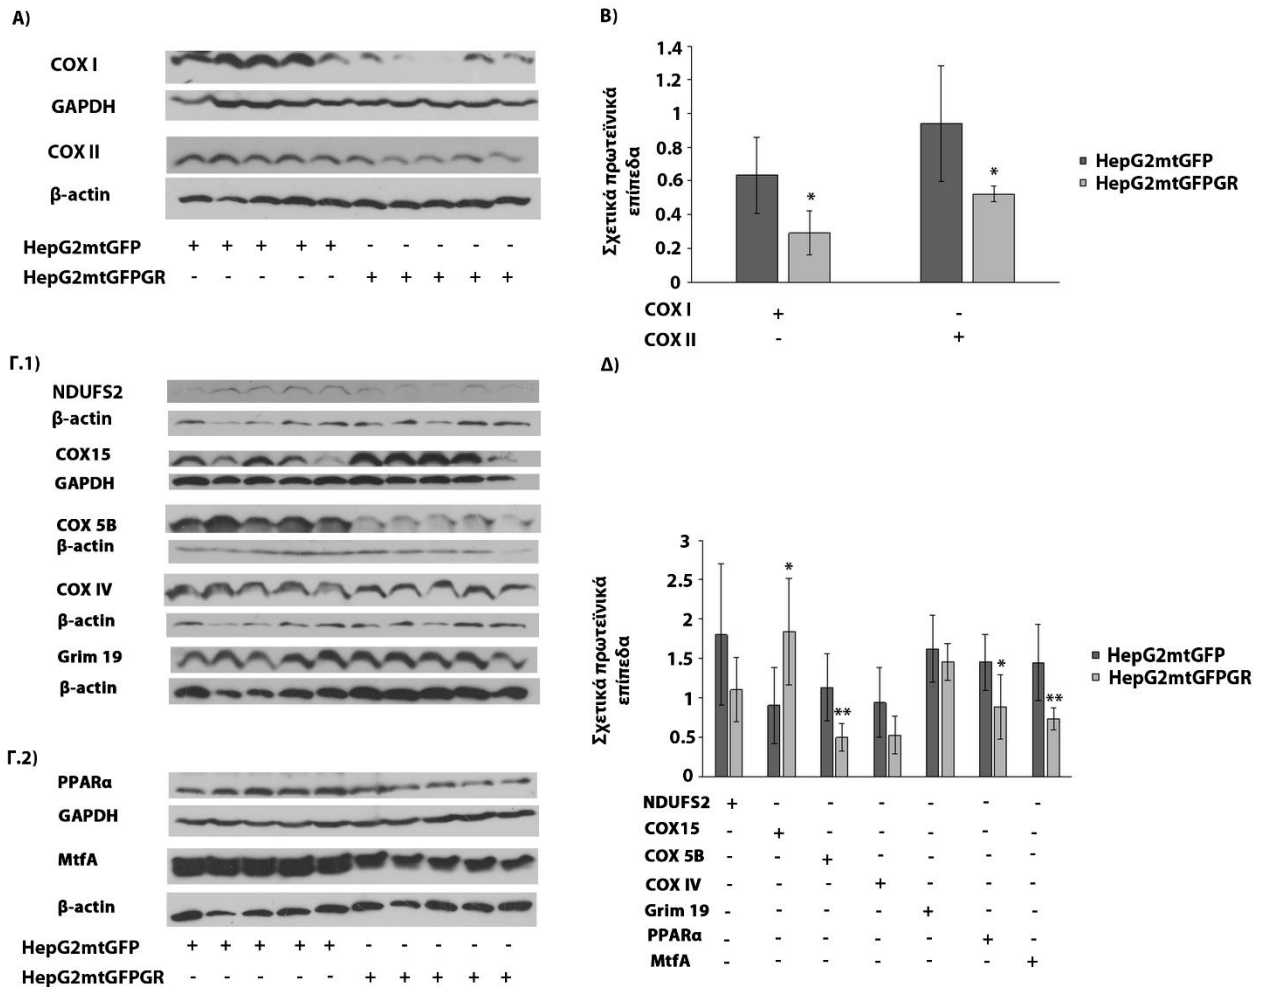 A)
COX I
GAPDH
COX II
β-actin
HepG2mtGFP + + + + + - - - - -
HepG2mtGFPGR - - - - - + + + + +
B)
1.4
1.2
1
0.8
0.6
0.4
0.2
0
Σχετικά πρωτεϊνικά
επίπεδα
*
*
HepG2mtGFP
HepG2mtGFPGR
COX I + -
COX II - +
Γ.1)
NDUFS2
β-actin
COX15
GAPDH
COX 5B
β-actin
COX IV
β-actin
Grim 19
β-actin
Γ.2)
PPARα
GAPDH
MtfA
β-actin
HepG2mtGFP + + + + + - - - - -
HepG2mtGFPGR - - - - - + + + + +
Δ)
3
2.5
2
1.5
1
0.5
0
Σχετικά πρωτεϊνικά
επίπεδα
*
**
*
**
HepG2mtGFP
HepG2mtGFPGR
NDUFS2 + - - - - - -
COX15 - + - - - - -
COX 5B - - + - - - -
COX IV - - - + - - -
Grim 19 - - - - + - -
PPARα - - - - - + -
MtfA - - - - - - +